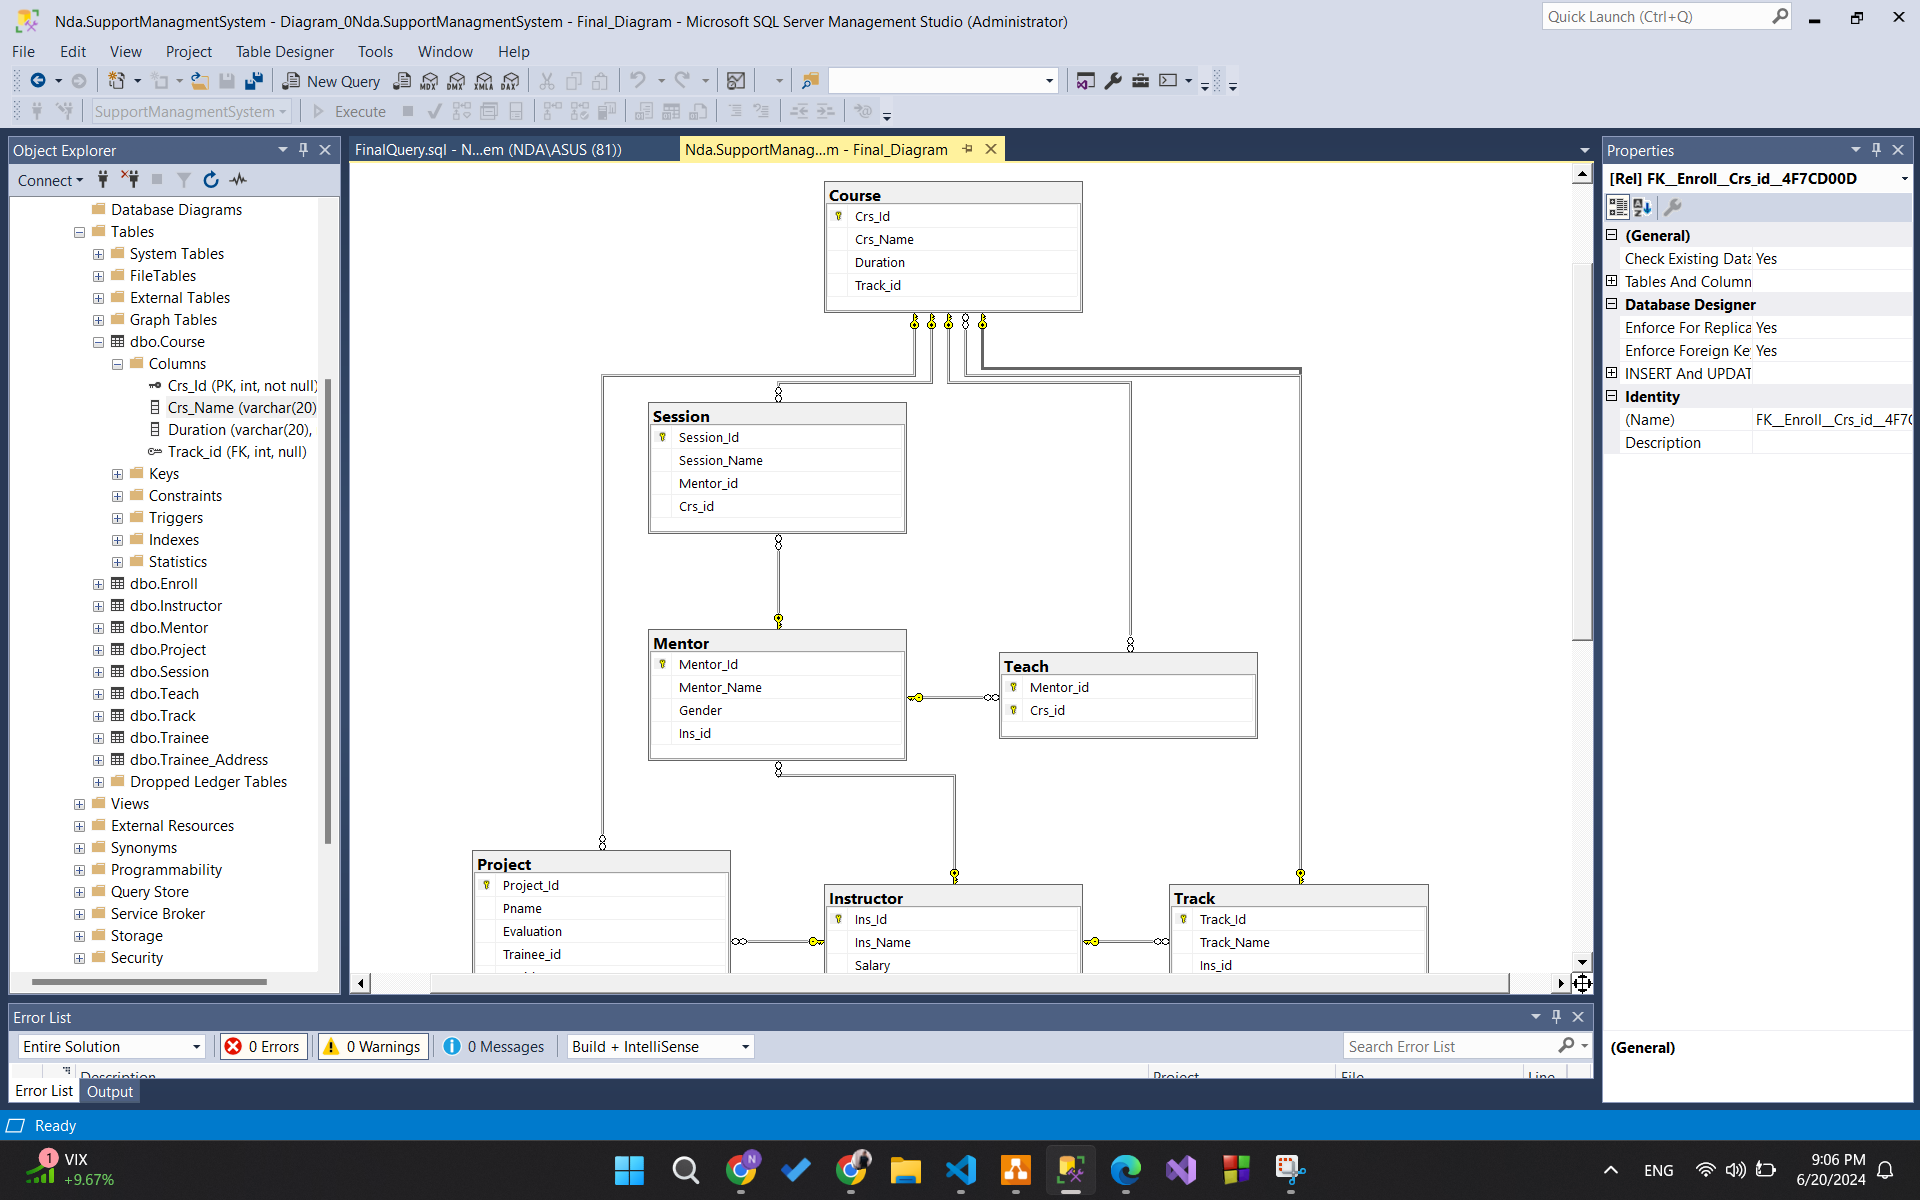 Nda.SupportManagmentSystem - Diagram_0Nda.SupportManagmentSystem - Final_Diagram - Microsoft SQL Server Management Studio (Administrator)
Quick Launch (Ctrl+Q)
File Edit View Project Table Designer Tools Window Help
New Query MDX DMX XMLA DAX
SupportManagmentSystem Execute
Object Explorer
Connect
Database Diagrams
Tables
System Tables
FileTables
External Tables
Graph Tables
dbo.Course
Columns
Crs_Id (PK, int, not null)
Crs_Name (varchar(20)
Duration (varchar(20),
Track_id (FK, int, null)
Keys
Constraints
Triggers
Indexes
Statistics
dbo.Enroll
dbo.Instructor
dbo.Mentor
dbo.Project
dbo.Session
dbo.Teach
dbo.Track
dbo.Trainee
dbo.Trainee_Address
Dropped Ledger Tables
Views
External Resources
Synonyms
Programmability
Query Store
Service Broker
Storage
Security
FinalQuery.sql - N...em (NDA\ASUS (81))
Nda.SupportManag...m - Final_Diagram
Course
Crs_Id
Crs_Name
Duration
Track_id
Session
Session_Id
Session_Name
Mentor_id
Crs_id
Mentor
Mentor_Id
Mentor_Name
Gender
Ins_id
Teach
Mentor_id
Crs_id
Project
Project_Id
Pname
Evaluation
Trainee_id
Instructor
Ins_Id
Ins_Name
Salary
Track
Track_Id
Track_Name
Ins_id
Properties
[Rel] FK__Enroll__Crs_id__4F7CD00D
(General)
Check Existing Data Yes
Tables And Column
Database Designer
Enforce For Replica Yes
Enforce Foreign Key Yes
INSERT And UPDAT
Identity
(Name) FK__Enroll__Crs_id__4F7C
Description
(General)
Error List
Entire Solution 0 Errors 0 Warnings 0 Messages Build + IntelliSense
Search Error List
Description Project File Line
Error List Output
Ready
1 VIX
+9.67%
N
ENG
9:06 PM
6/20/2024